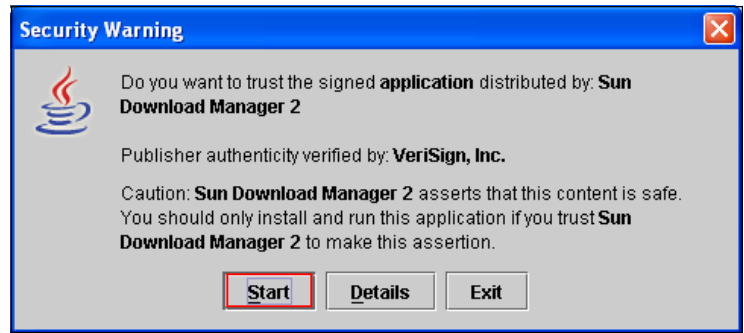 Security Warning
Do you want to trust the signed application distributed by: Sun
Download Manager 2
Publisher authenticity verified by: VeriSign, Inc.
Caution: Sun Download Manager 2 asserts that this content is safe.
You should only install and run this application if you trust Sun
Download Manager 2 to make this assertion.
Start Details Exit